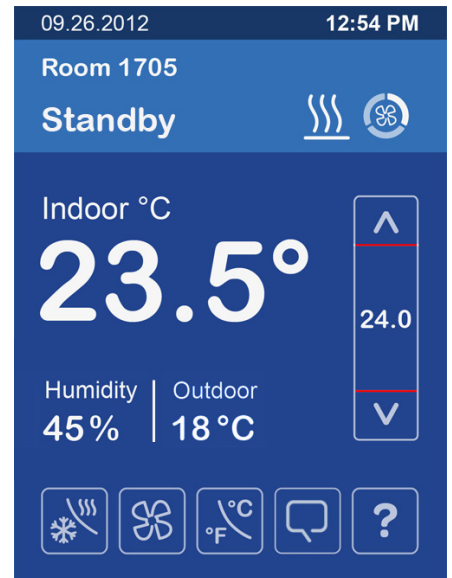 09.26.2012 12:54 PM
Room 1705
Standby
Indoor °C
23.5°
24.0
Humidity Outdoor
45% 18°C
°C
°F
?